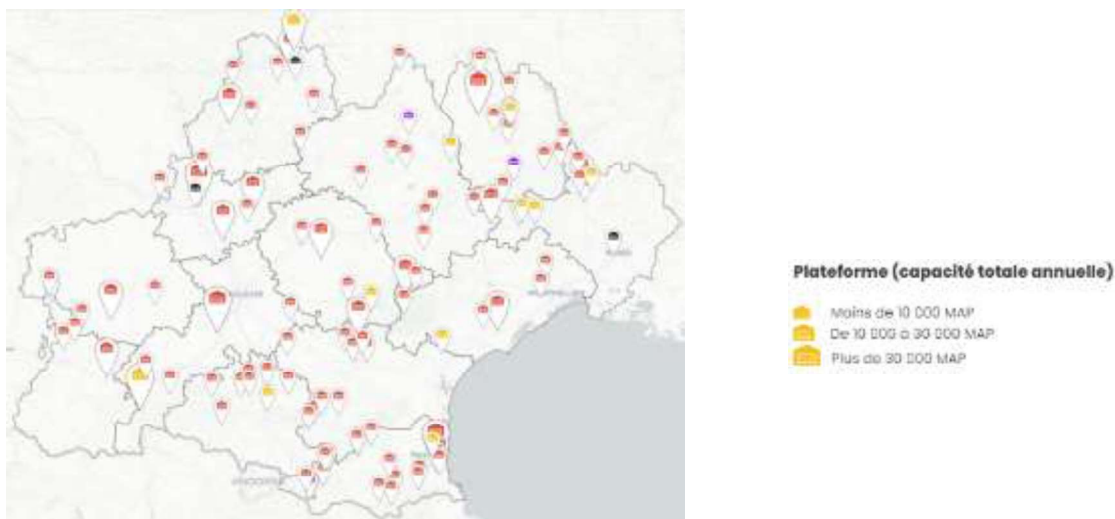 Plateforme (capacité totale annuelle)
Moins de 10 000 MAP
De 10 000 à 30 000 MAP
Plus de 30 000 MAP